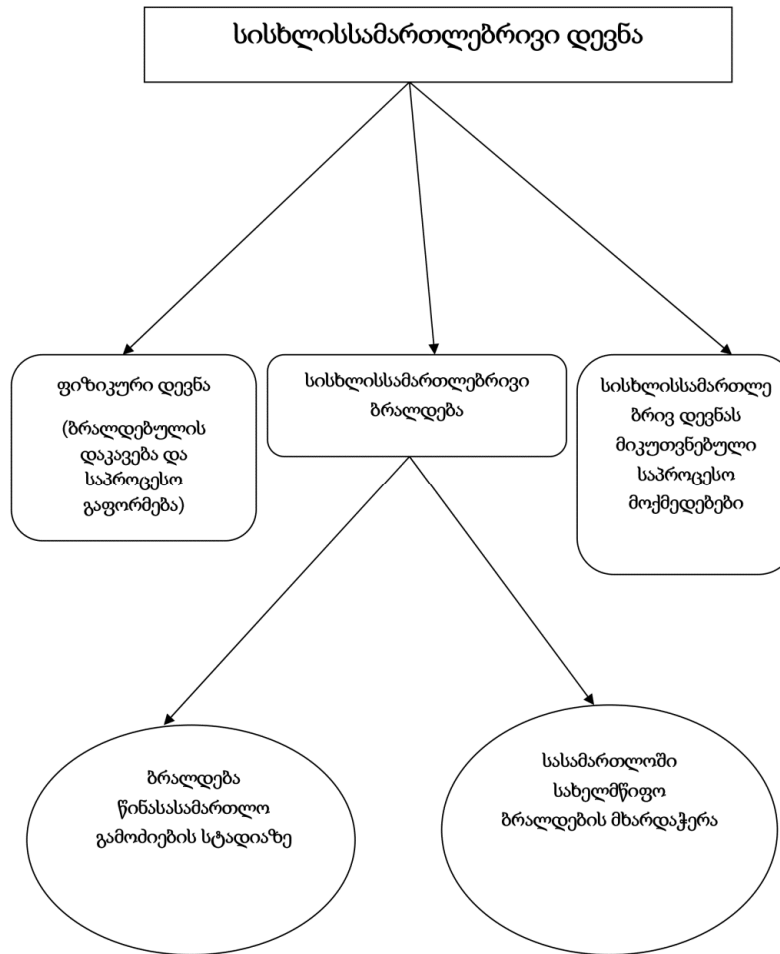 სისხლისსამართლებრივი დევნა
ფიზიკური დევნა
(ბრალდებულის
დაკავება და
საპროცესო
გაფორმება)
სისხლისსამართლებრივი
ბრალდება
სისხლისსამართლე
ბრივ დევნას
მიკუთვნებული
საპროცესო
მოქმედებები
ბრალდება
წინასასამართლო
გამოძიების სტადიაზე
სასამართლოში
სახელმწიფო
ბრალდების მხარდაჭერა